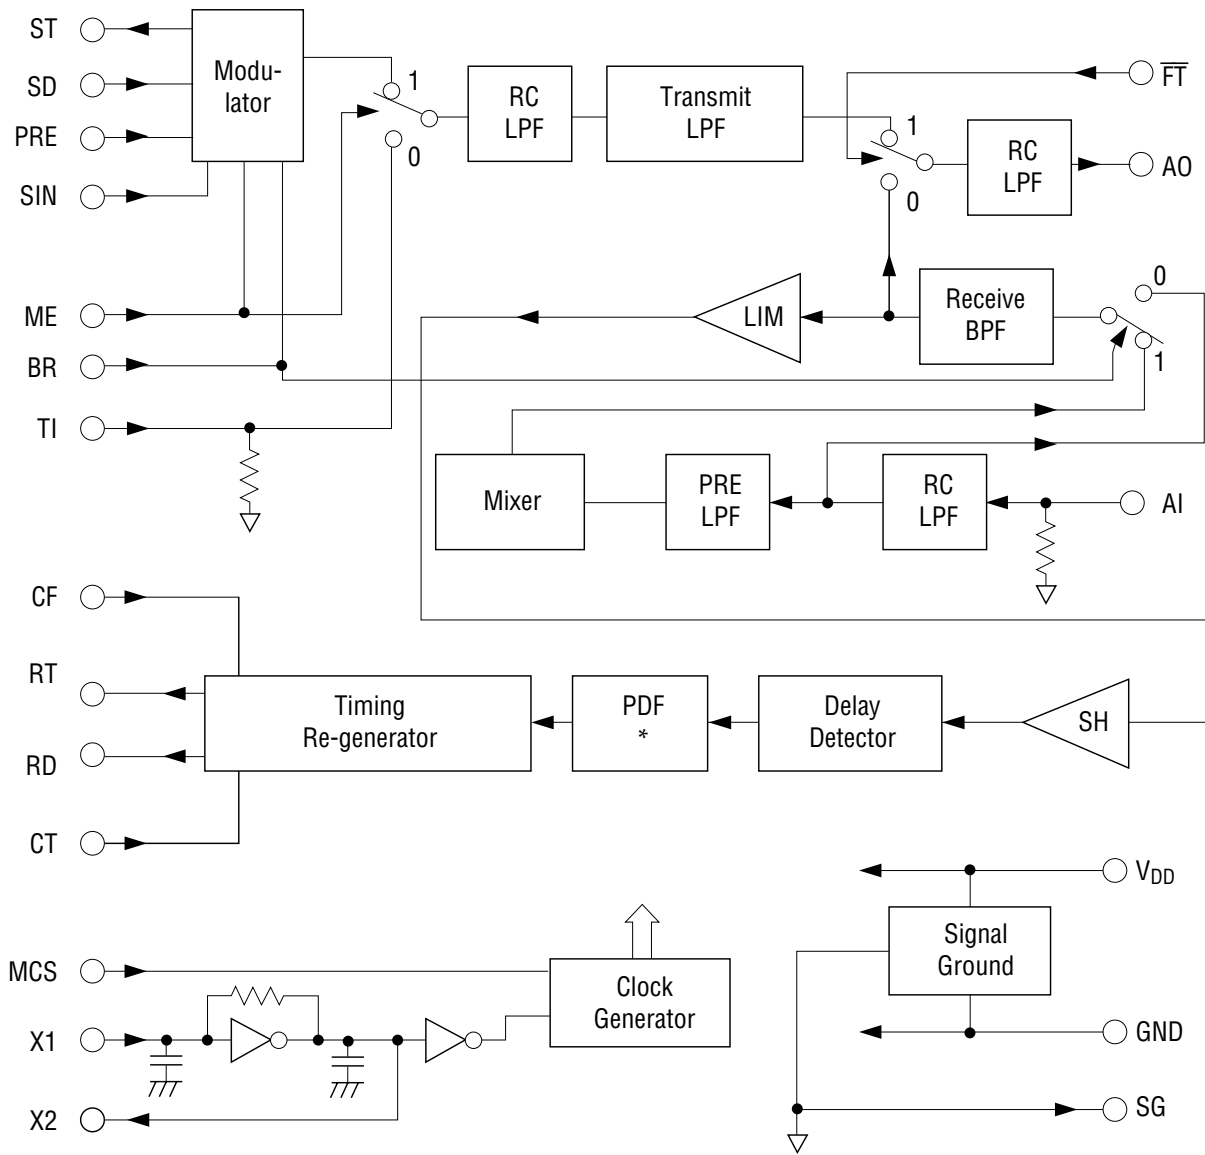 ST
SD
PRE
SIN
Modu-
lator
1
0
RC
LPF
Transmit
LPF
1
0
F̅T̅
RC
LPF
AO
ME
BR
TI
LIM
Receive
BPF
0
1
Mixer
PRE
LPF
RC
LPF
AI
CF
RT
RD
CT
Timing
Re-generator
PDF
*
Delay
Detector
SH
MCS
X1
X2
Clock
Generator
Signal
Ground
VDD
GND
SG